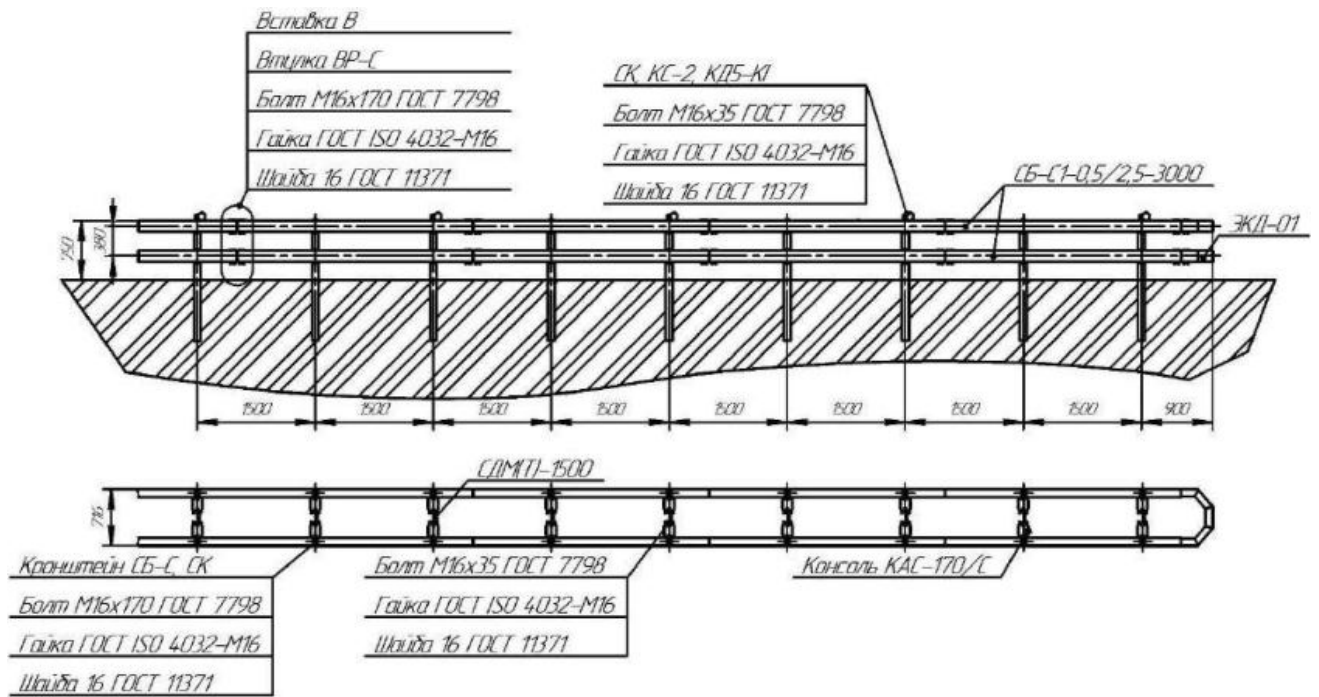 Вставка В
Втулка ВР-С
Болт М16х170 ГОСТ 7798
Гайка ГОСТ ISO 4032-М16
Шайба 16 ГОСТ 11371
СК, КС-2, КД5-КІ
Болт М16х35 ГОСТ 7798
Гайка ГОСТ ISO 4032-М16
Шайба 16 ГОСТ 11371
СБ-С1-0,5/2,5-3000
ЭКД-01
750
380
1500
1500
1500
1500
1500
1500
1500
1500
900
СДМ(Т)-1500
716
Кронштейн СБ-С, СК
Болт М16х170 ГОСТ 7798
Гайка ГОСТ ISO 4032-М16
Шайба 16 ГОСТ 11371
Болт М16х35 ГОСТ 7798
Гайка ГОСТ ISO 4032-М16
Шайба 16 ГОСТ 11371
Консоль КАС-170/С